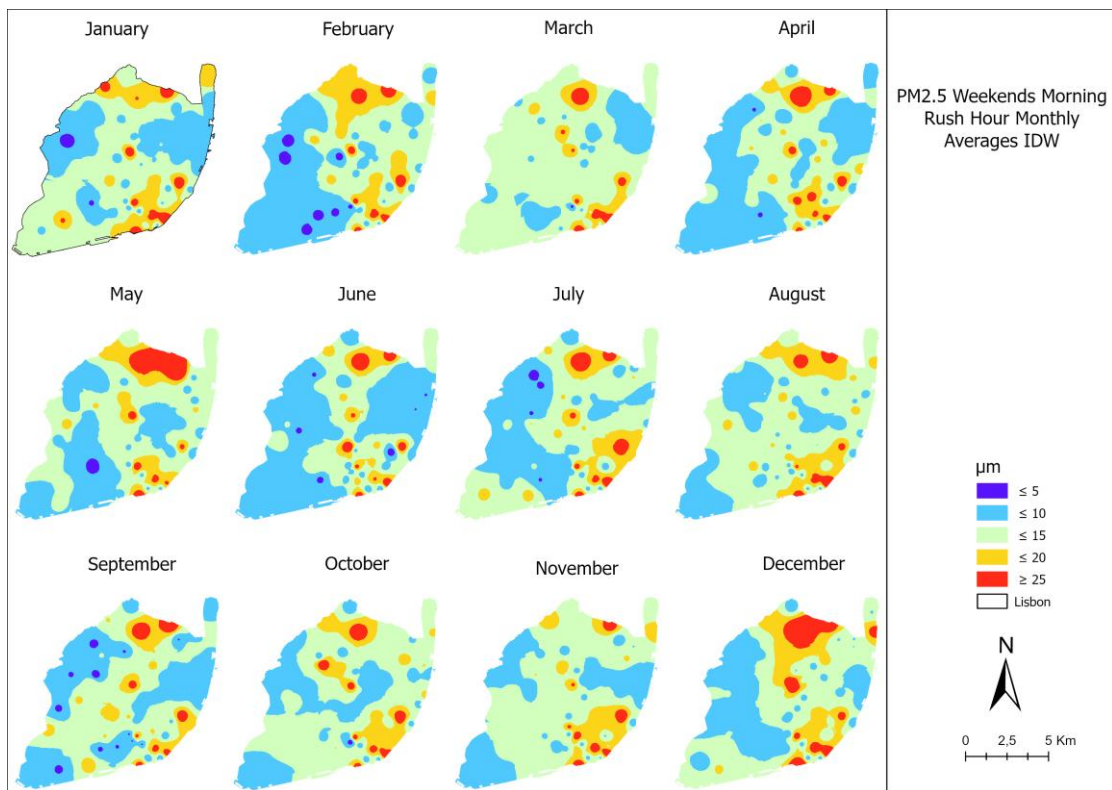 January
February
March
April
May
June
July
August
September
October
November
December
PM2.5 Weekends Morning
Rush Hour Monthly
Averages IDW
µm
≤ 5
≤ 10
≤ 15
≤ 20
≥ 25
Lisbon
N
0 2,5 5 Km